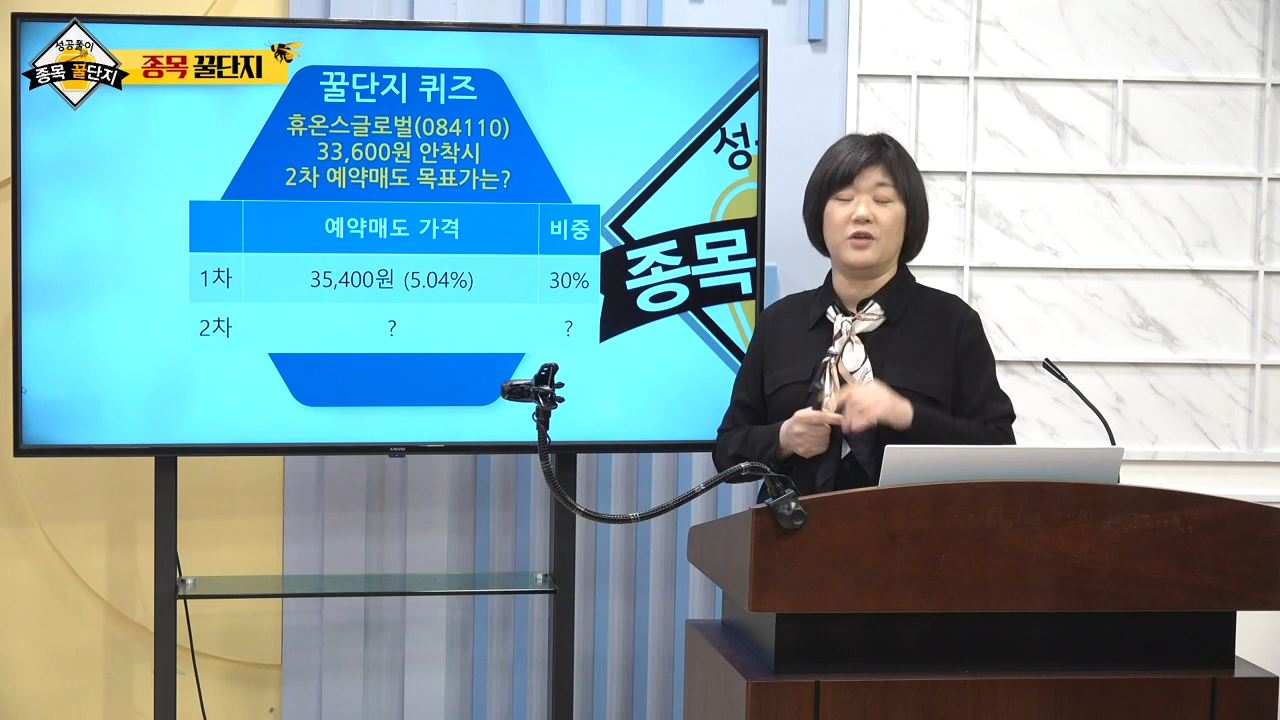 성공폴이
종목 꿀단지
종목 꿀단지
꿀단지 퀴즈
휴온스글로벌(084110)
33,600원 안착시
2차 예약매도 목표가는?
예약매도 가격 비중
1차 35,400원 (5.04%) 30%
2차 ? ?
성
종목